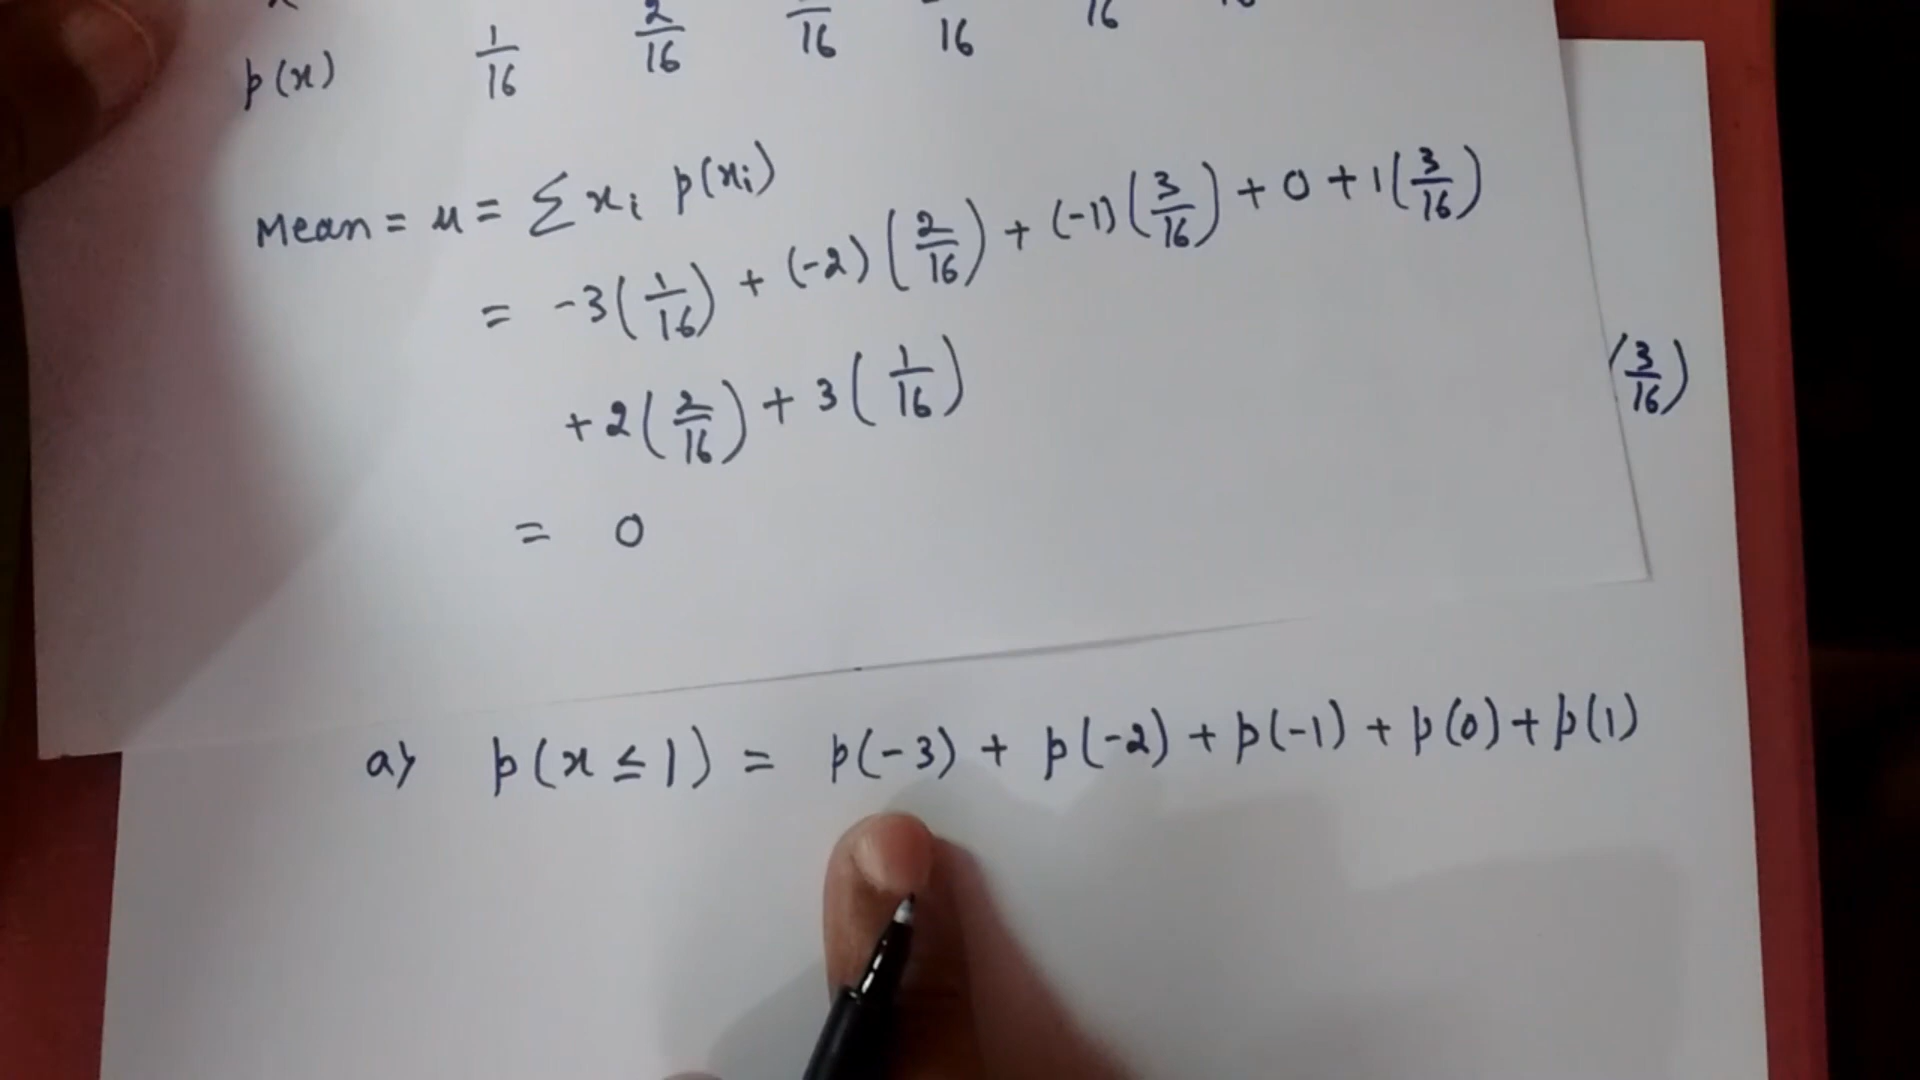 p(x) 1/16 2/16 /16 /16 16
Mean = μ = Σ xᵢ p(xᵢ)
= -3(1/16) + (-2)(2/16) + (-1)(3/16) + 0 + 1(3/16)
+ 2(2/16) + 3(1/16)
(3/16)
= 0
a) p(x ≤ 1) = p(-3) + p(-2) + p(-1) + p(0) + p(1)